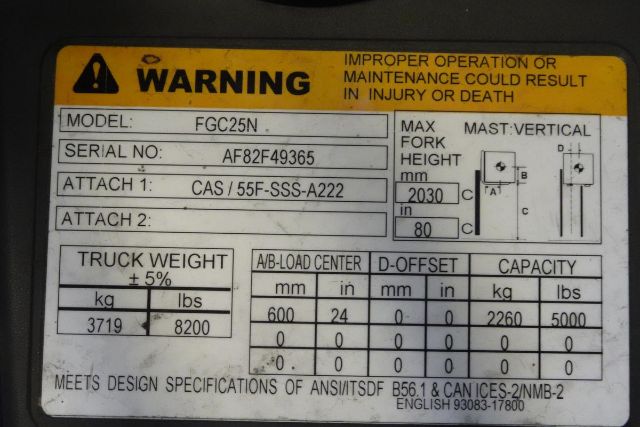 WARNING
IMPROPER OPERATION OR
MAINTENANCE COULD RESULT
IN INJURY OR DEATH
MODEL: FGC25N
SERIAL NO: AF82F49365
ATTACH 1: CAS / 55F-SSS-A222
ATTACH 2:
MAX MAST:VERTICAL
FORK
HEIGHT
mm
2030 C
in
80 C
D
B
A
C
TRUCK WEIGHT
± 5%
kg lbs
3719 8200
A/B-LOAD CENTER D-OFFSET CAPACITY
mm in mm in kg lbs
600 24 0 0 2260 5000
0 0 0 0 0 0
0 0 0 0 0 0
MEETS DESIGN SPECIFICATIONS OF ANSI/ITSDF B56.1 & CAN ICES-2/NMB-2
ENGLISH 93083-17800